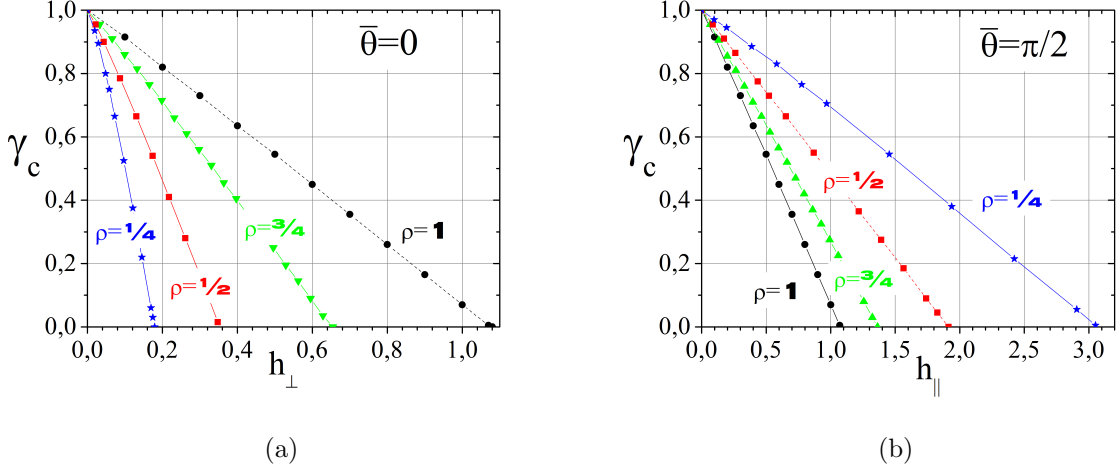 1,0
0,8
0,6
0,4
0,2
0,0
γc
θ̅=0
ρ=1/4
ρ=1/2
ρ=3/4
ρ=1
0,0 0,2 0,4 0,6 0,8 1,0
h⊥
(a)
1,0
0,8
0,6
0,4
0,2
0,0
γc
θ̅=π/2
ρ=1/2
ρ=1/4
ρ=3/4
ρ=1
0,0 0,5 1,0 1,5 2,0 2,5 3,0
h||
(b)